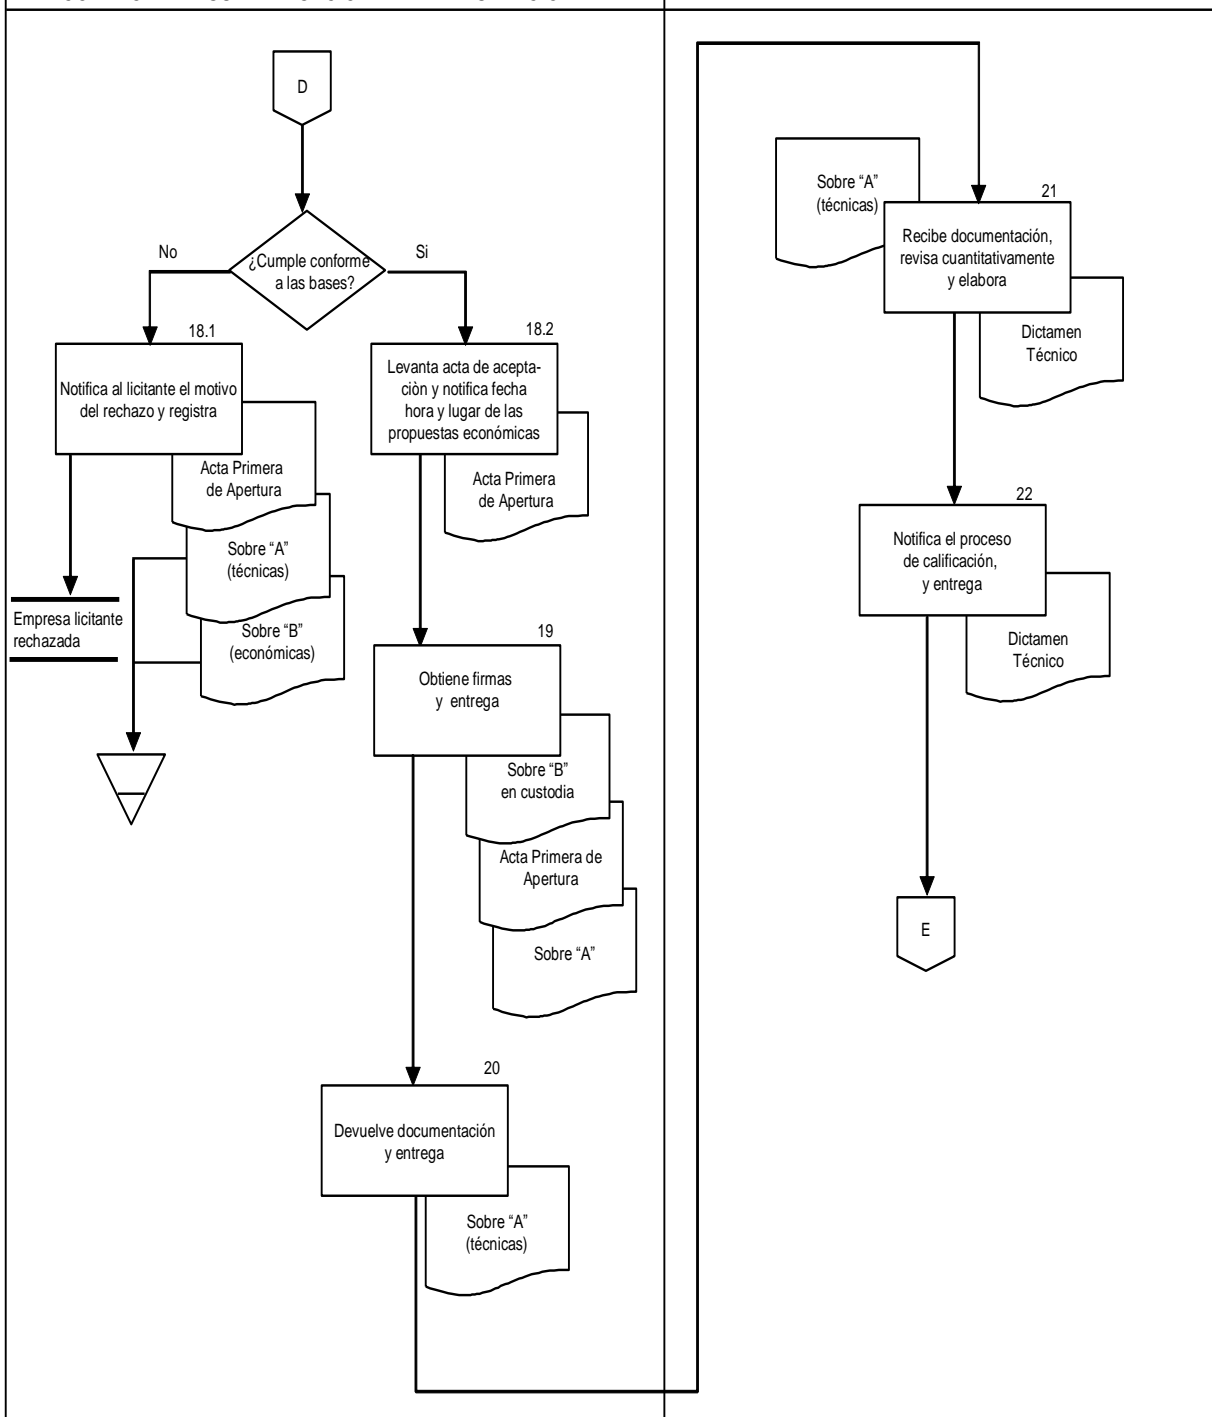 D
¿Cumple conforme
a las bases?
No
Si
18.1
Notifica al licitante el motivo
del rechazo y registra
Acta Primera
de Apertura
Sobre “A”
(técnicas)
Sobre “B”
(económicas)
Empresa licitante
rechazada
18.2
Levanta acta de acepta-
ciòn y notifica fecha
hora y lugar de las
propuestas económicas
Acta Primera
de Apertura
19
Obtiene firmas
y entrega
Sobre “B”
en custodia
Acta Primera de
Apertura
Sobre “A”
20
Devuelve documentación
y entrega
Sobre “A”
(técnicas)
Sobre “A”
(técnicas)
21
Recibe documentación,
revisa cuantitativamente
y elabora
Dictamen
Técnico
22
Notifica el proceso
de calificación,
y entrega
Dictamen
Técnico
E